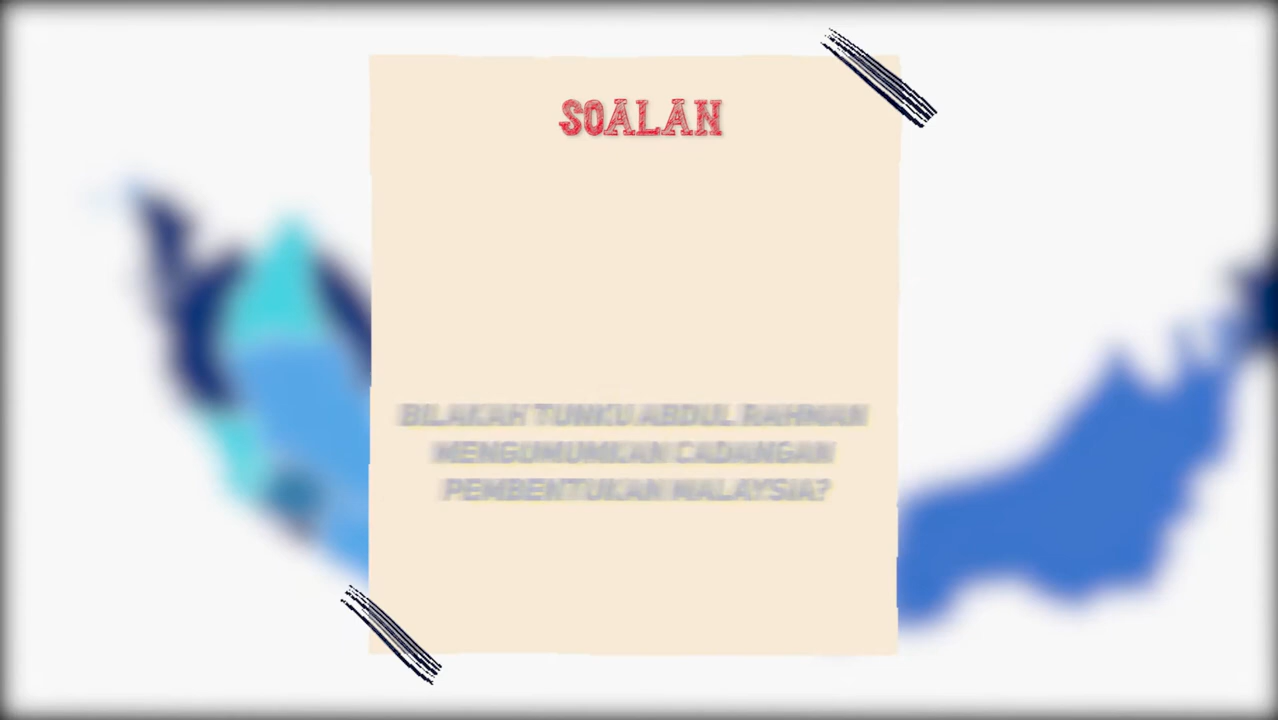 SOALAN
BILAKAH TUNKU ABDUL RAHMAN
MENGUMUMKAN CADANGAN
PEMBENTUKAN MALAYSIA?